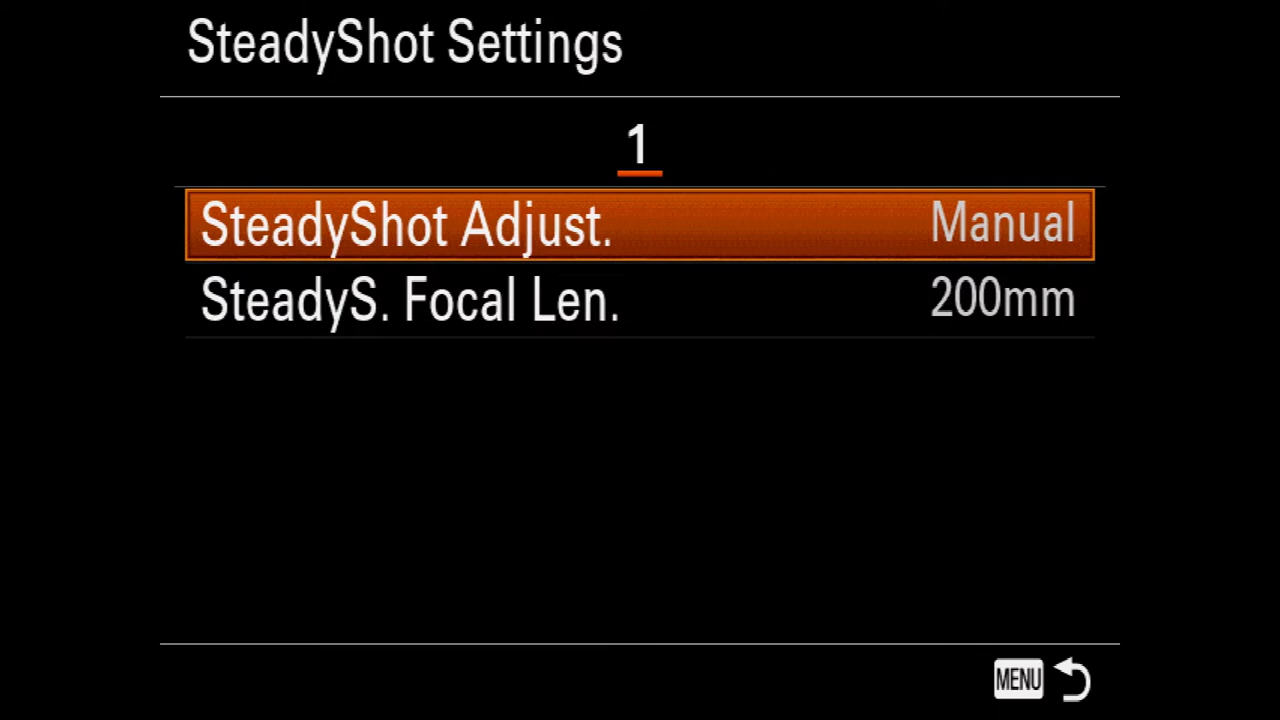 SteadyShot Settings
1
SteadyShot Adjust. Manual
SteadyS. Focal Len. 200mm
MENU